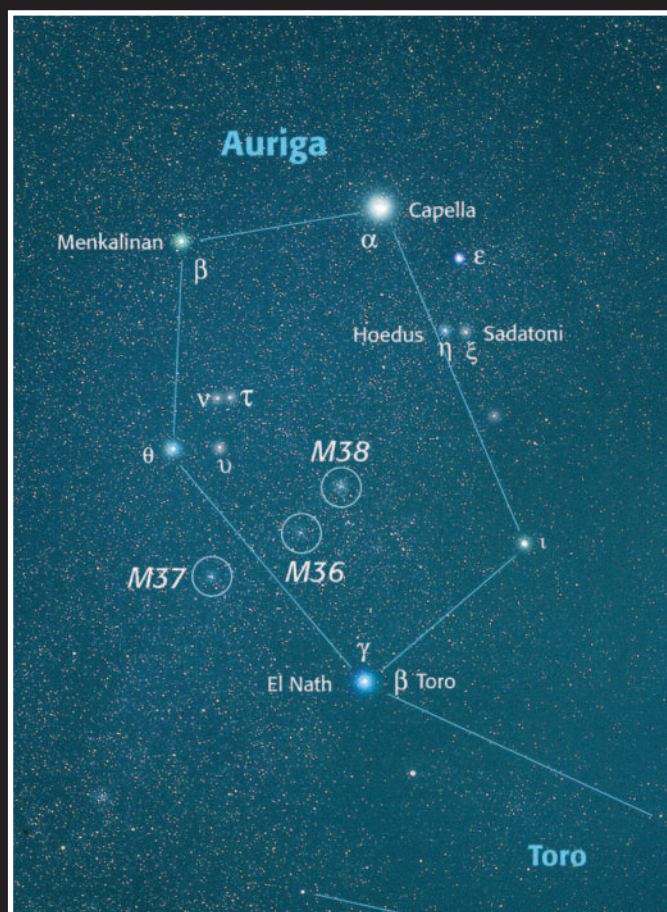 Auriga
Capella
α
Menkalinan
β
ε
Hoedus
Sadatoni
η
ξ
ν
τ
θ
υ
M38
M36
M37
ι
γ
El Nath
β Toro
Toro